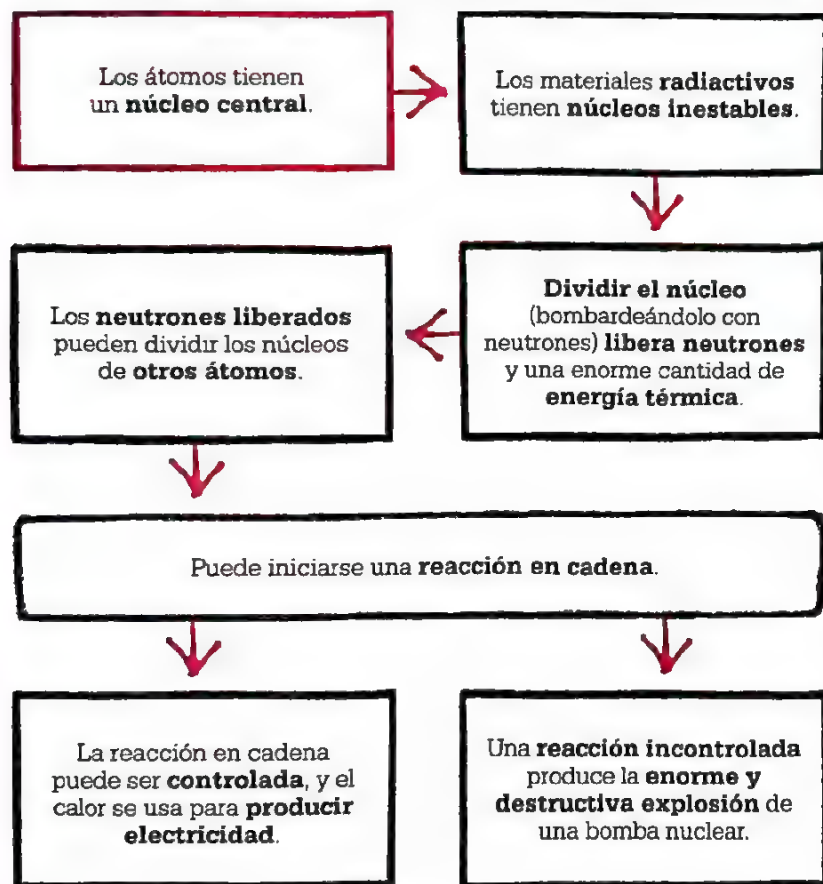 Los átomos tienen
un núcleo central.
Los materiales radiactivos
tienen núcleos inestables.
Dividir el núcleo
(bombardeándolo con
neutrones) libera neutrones
y una enorme cantidad de
energía térmica.
Los neutrones liberados
pueden dividir los núcleos
de otros átomos.
Puede iniciarse una reacción en cadena.
La reacción en cadena
puede ser controlada, y el
calor se usa para producir
electricidad.
Una reacción incontrolada
produce la enorme y
destructiva explosión de
una bomba nuclear.